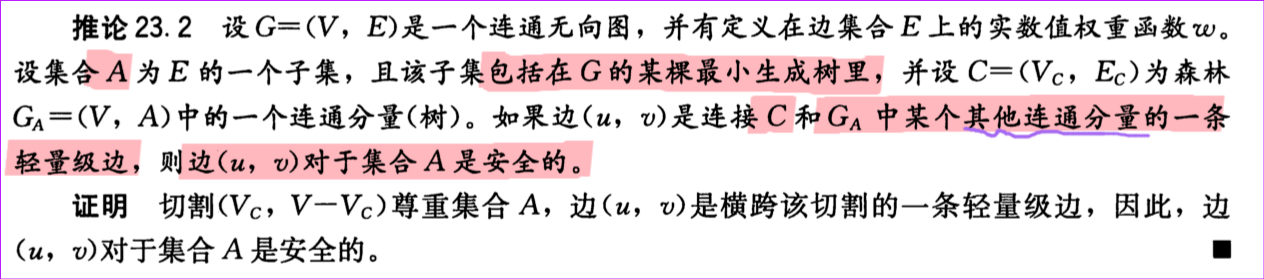 推论 23.2 设 G=(V, E)是一个连通无向图,并有定义在边集合 E 上的实数值权重函数 w。
设集合 A 为 E 的一个子集,且该子集包括在 G 的某棵最小生成树里,并设 C=(V_C, E_C)为森林
G_A=(V, A)中的一个连通分量(树)。如果边(u, v)是连接 C 和 G_A 中某个其他连通分量的一条
轻量级边,则边(u, v)对于集合 A 是安全的。
证明 切割(V_C, V-V_C)尊重集合 A,边(u, v)是横跨该切割的一条轻量级边,因此,边
(u, v)对于集合 A 是安全的。 ■